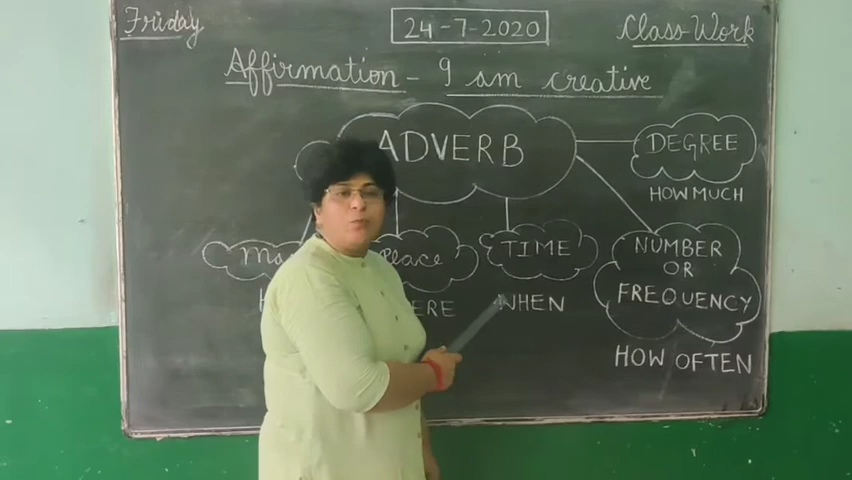 Friday
24-7-2020
Class Work
Affirmation - I am creative
ADVERB
DEGREE
HOW MUCH
Place
TIME
WHEN
NUMBER
OR
FREQUENCY
HOW OFTEN